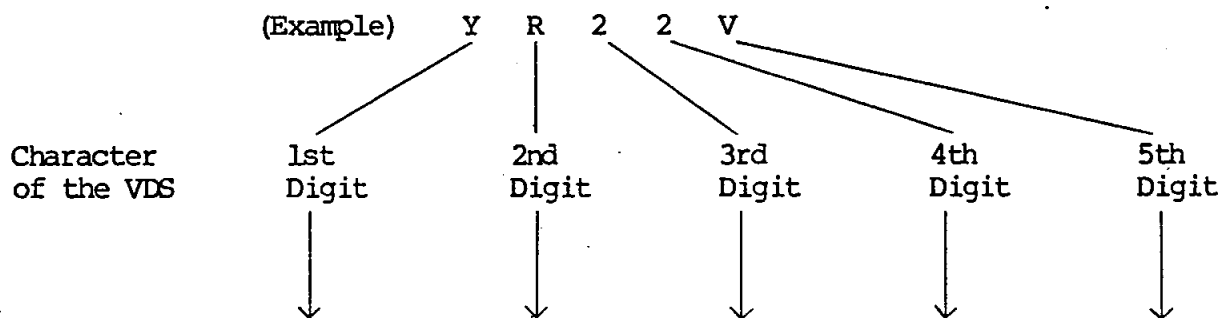 (Example) Y R 2 2 V
Character 1st 2nd 3rd 4th 5th
of the VDS Digit Digit Digit Digit Digit